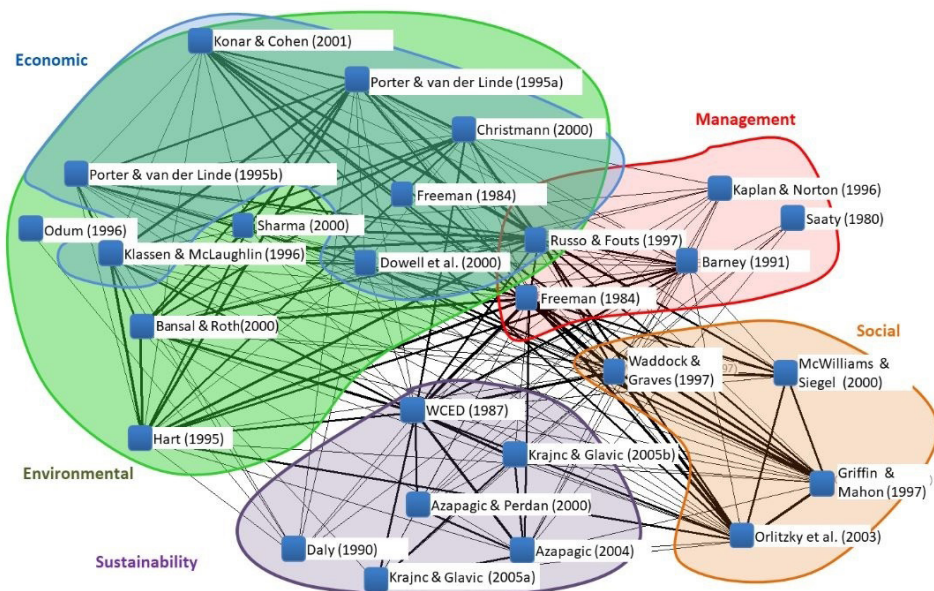 Konar & Cohen (2001)
Economic
Porter & van der Linde (1995a)
Management
Christmann (2000)
Porter & van der Linde (1995b)
Kaplan & Norton (1996)
Freeman (1984)
Saaty (1980)
Odum (1996)
Sharma (2000)
Russo & Fouts (1997)
Klassen & McLaughlin (1996)
Dowell et al. (2000)
Barney (1991)
Freeman (1984)
Bansal & Roth(2000)
Social
Waddock &
Graves (1997)
McWilliams &
Siegel (2000)
WCED (1987)
Hart (1995)
Krajnc & Glavic (2005b)
Environmental
Griffin &
Mahon (1997)
Azapagic & Perdan (2000)
Orlitzky et al. (2003)
Daly (1990)
Azapagic (2004)
Sustainability
Krajnc & Glavic (2005a)